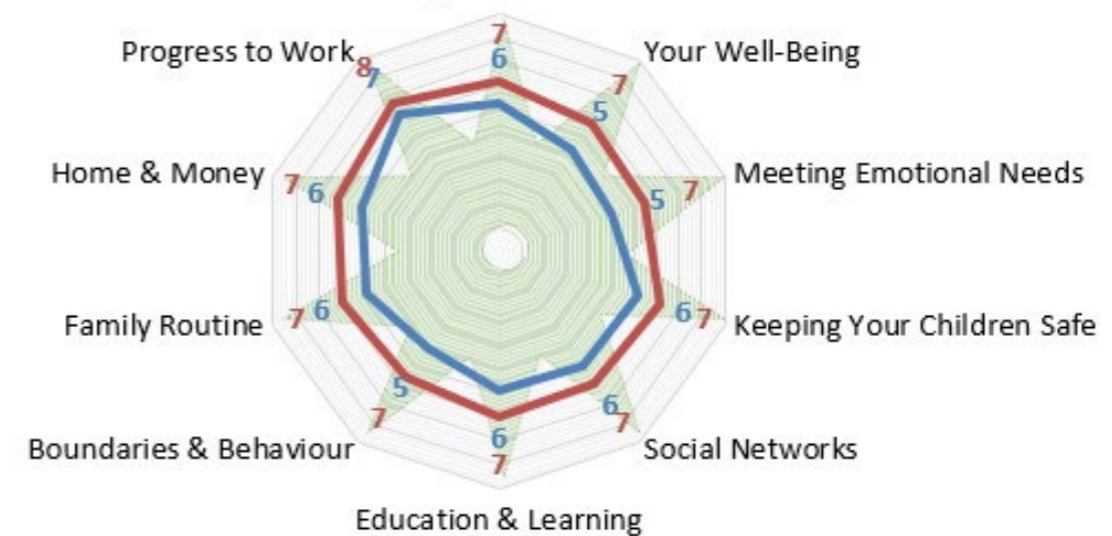 7
6
Progress to Work
8
7
Your Well-Being
7
5
Home & Money
7
6
Meeting Emotional Needs
5
7
Family Routine
7
6
Keeping Your Children Safe
6
7
Boundaries & Behaviour
5
7
Social Networks
6
7
6
7
Education & Learning